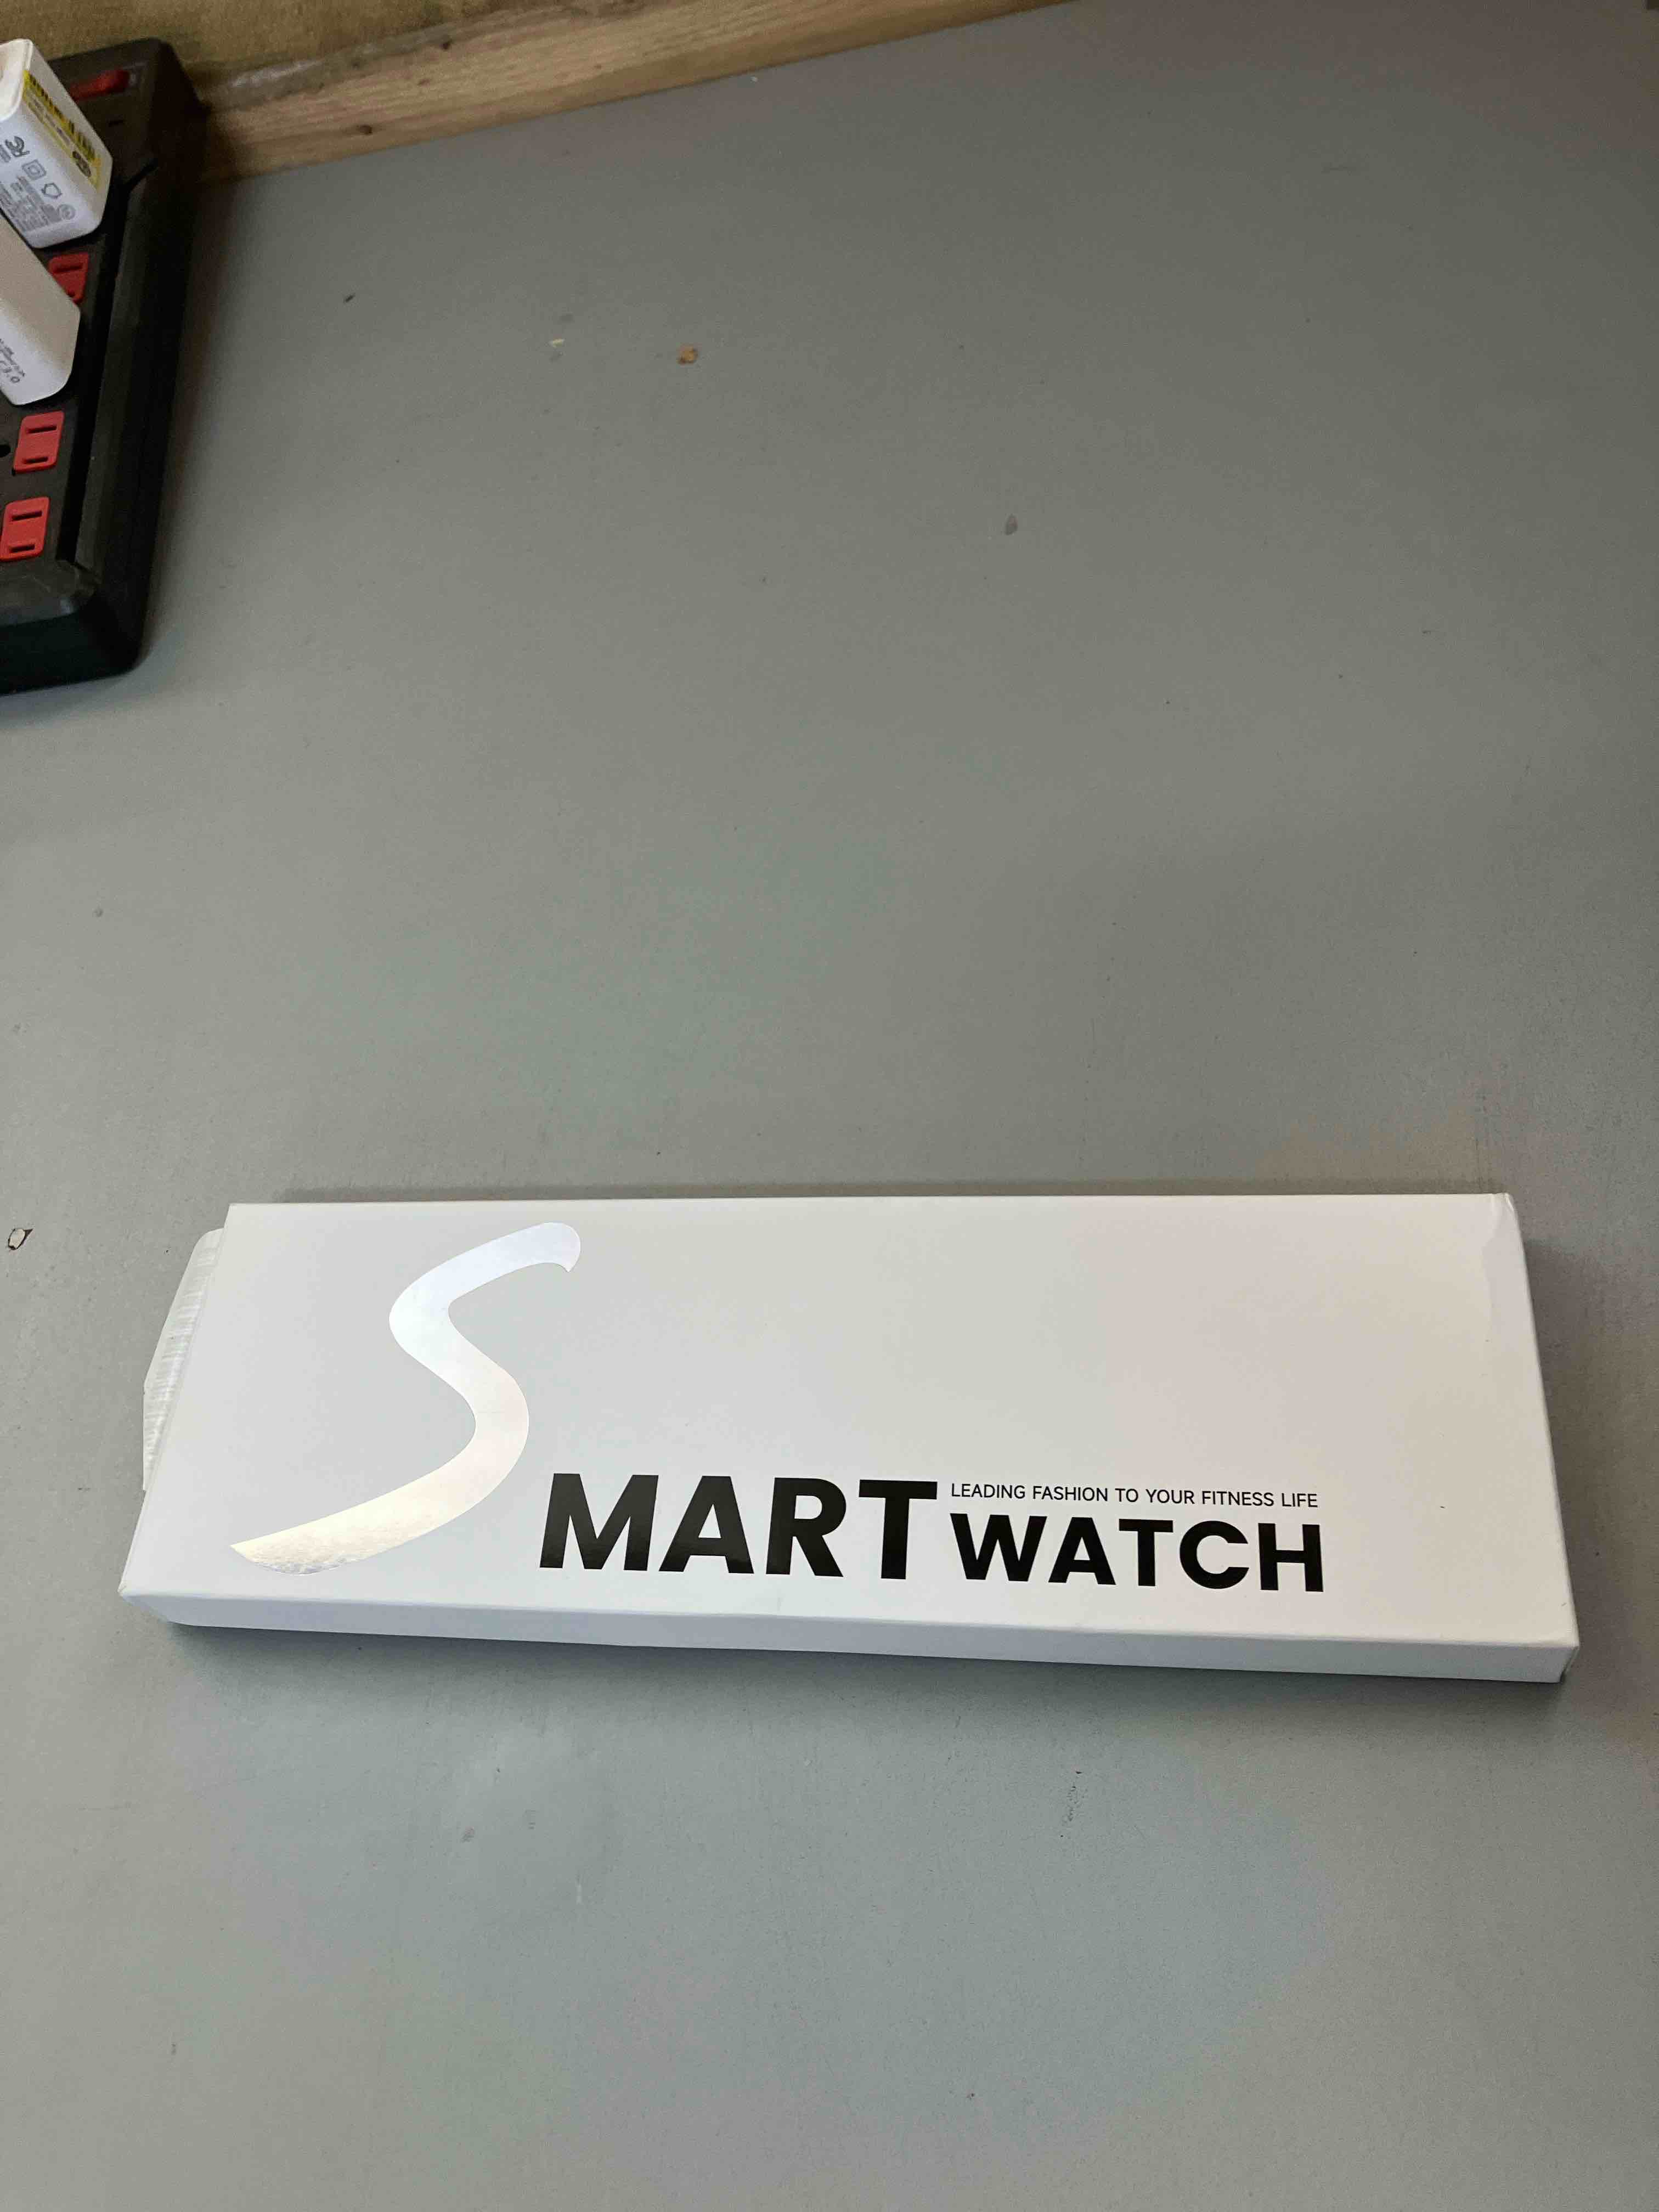 SMART
LEADING FASHION TO YOUR FITNESS LIFE
WATCH